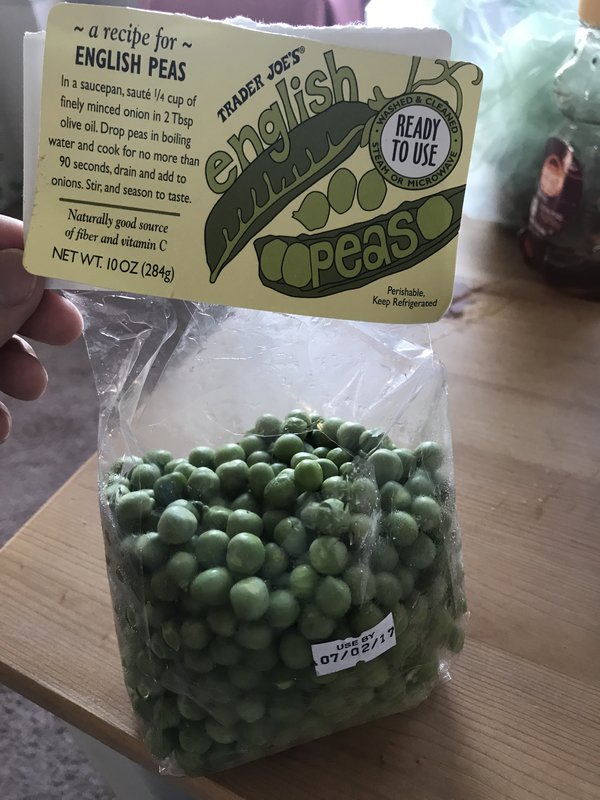 ~ a recipe for ~
ENGLISH PEAS
In a saucepan, sauté 1/4 cup of
finely minced onion in 2 Tbsp
olive oil. Drop peas in boiling
water and cook for no more than
90 seconds, drain and add to
onions. Stir, and season to taste.
Naturally good source
of fiber and vitamin C
NET WT. 10 OZ (284g)
TRADER JOE'S®
english
peas
WASHED & CLEANED
READY
TO USE
STEAM OR MICROWAVE
Perishable,
Keep Refrigerated
USE BY
07/02/17